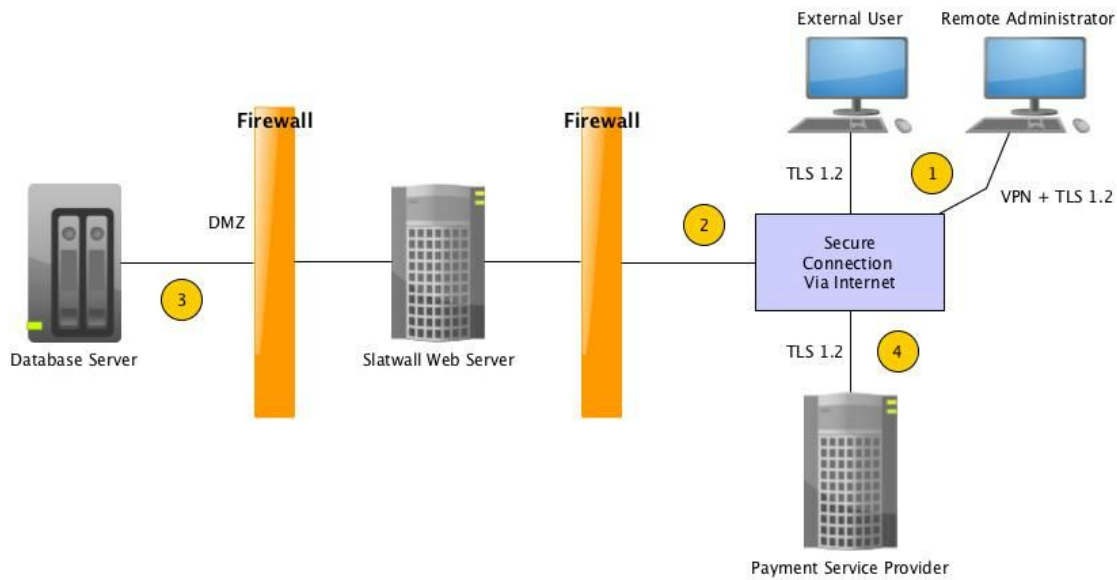 External User
Remote Administrator
Firewall
Firewall
TLS 1.2
1
VPN + TLS 1.2
DMZ
2
Secure
Connection
Via Internet
3
Database Server
Slatwall Web Server
TLS 1.2
4
Payment Service Provider